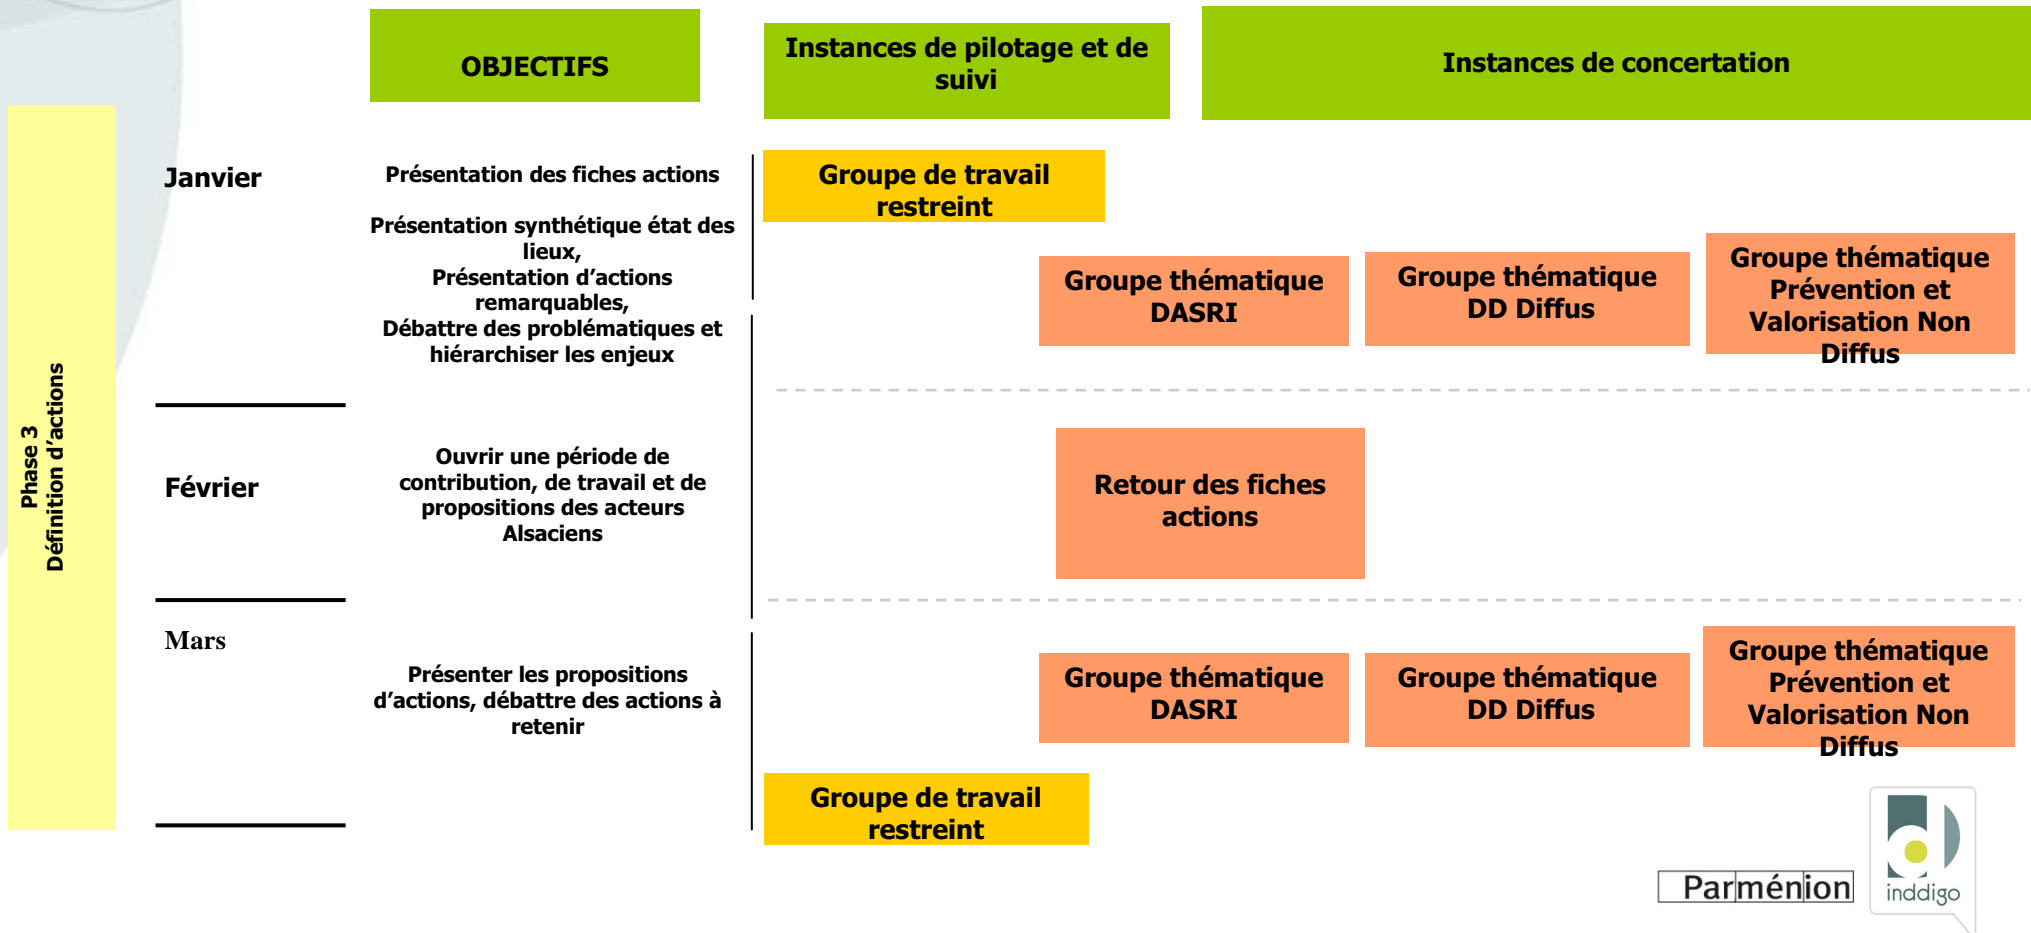 OBJECTIFS
Instances de pilotage et de
suivi
Instances de concertation
Phase 3
Définition d'actions
Janvier
Présentation des fiches actions
Présentation synthétique état des
lieux,
Présentation d'actions
remarquables,
Débattre des problématiques et
hiérarchiser les enjeux
Groupe de travail
restreint
Groupe thématique
DASRI
Groupe thématique
DD Diffus
Groupe thématique
Prévention et
Valorisation Non
Diffus
Février
Ouvrir une période de
contribution, de travail et de
propositions des acteurs
Alsaciens
Retour des fiches
actions
Mars
Présenter les propositions
d'actions, débattre des actions à
retenir
Groupe thématique
DASRI
Groupe thématique
DD Diffus
Groupe thématique
Prévention et
Valorisation Non
Diffus
Groupe de travail
restreint
Parménion
inddigo